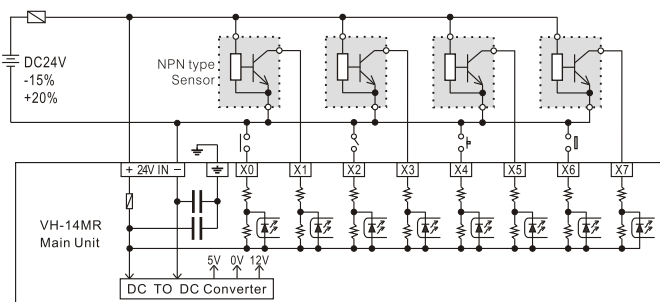 DC24V
-15%
+20%
NPN type
Sensor
+ 24V IN −
X0
X1
X2
X3
X4
X5
X6
X7
VH-14MR
Main Unit
5V 0V 12V
DC TO DC Converter